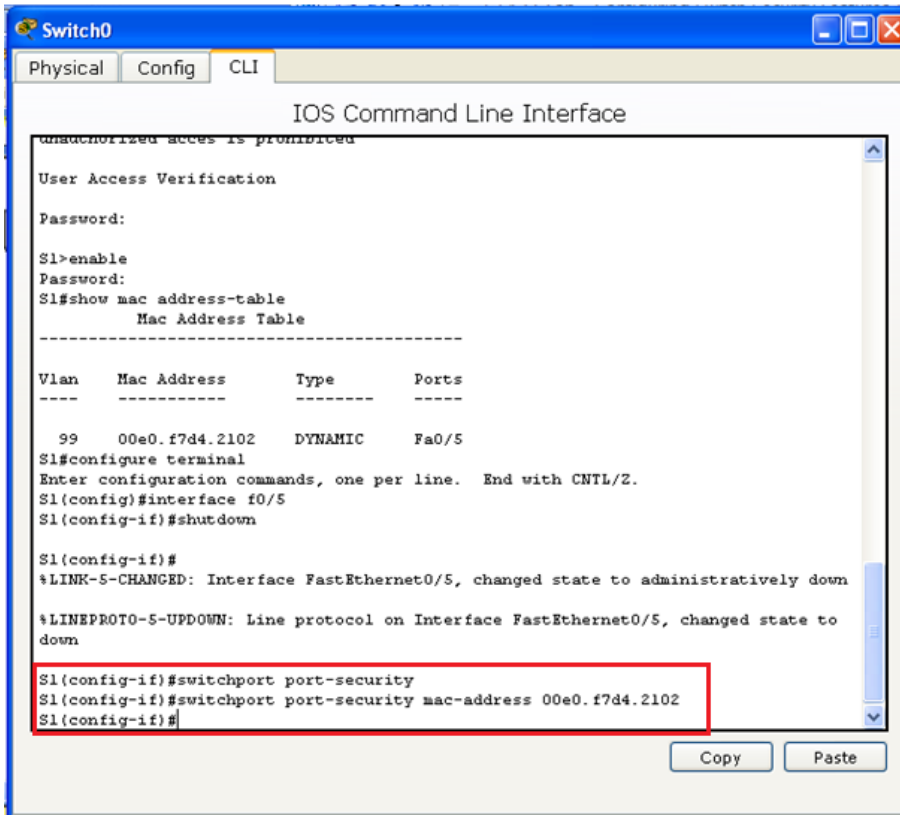 Switch0
Physical Config CLI
IOS Command Line Interface
unauthorized acces is prohibited
User Access Verification
Password:
S1>enable
Password:
S1#show mac address-table
Mac Address Table
-------------------------------------------
Vlan Mac Address Type Ports
---- ----------- -------- -----
99 00e0.f7d4.2102 DYNAMIC Fa0/5
S1#configure terminal
Enter configuration commands, one per line. End with CNTL/Z.
S1(config)#interface f0/5
S1(config-if)#shutdown
S1(config-if)#
%LINK-5-CHANGED: Interface FastEthernet0/5, changed state to administratively down
%LINEPROTO-5-UPDOWN: Line protocol on Interface FastEthernet0/5, changed state to
down
S1(config-if)#switchport port-security
S1(config-if)#switchport port-security mac-address 00e0.f7d4.2102
S1(config-if)#
Copy Paste